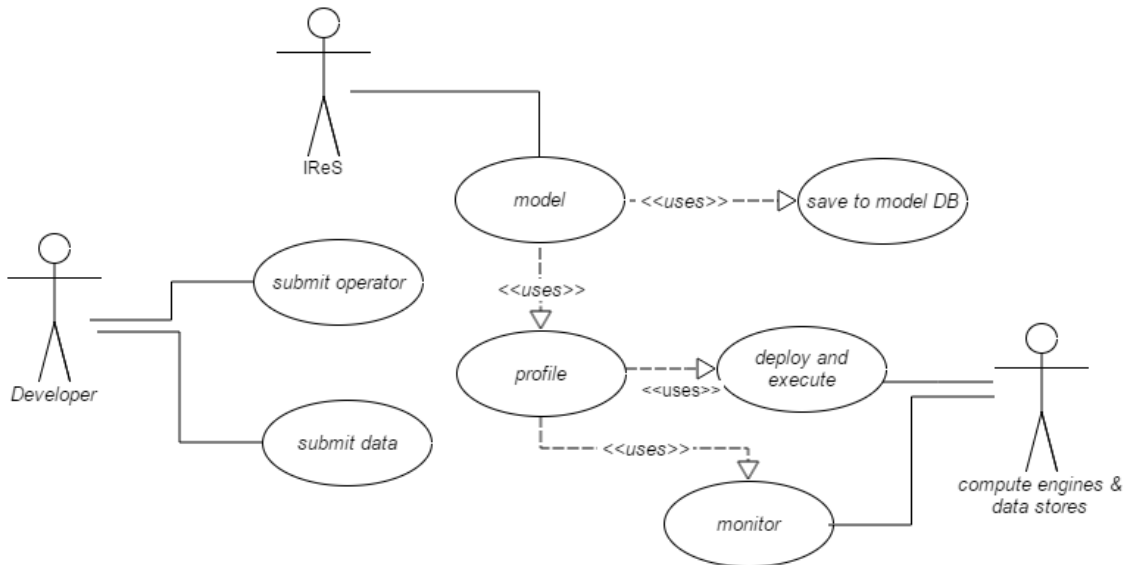 IReS
model
<<uses>>
save to model DB
submit operator
<<uses>>
Developer
profile
<<uses>>
deploy and
execute
submit data
<<uses>>
monitor
compute engines &
data stores